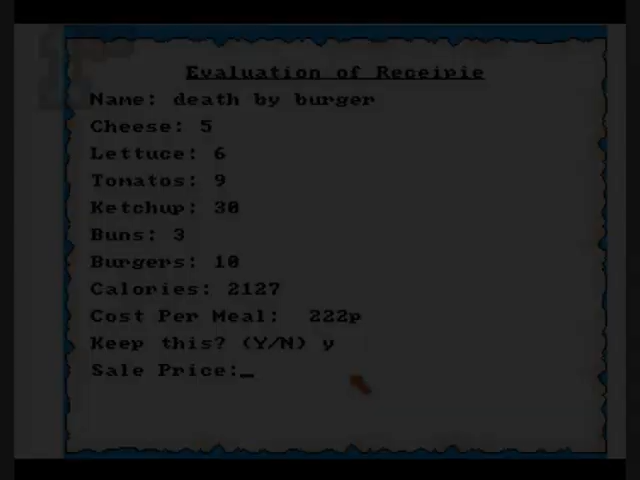 Evaluation of Receipie
Name: death by burger
Cheese: 5
Lettuce: 6
Tomatos: 9
Ketchup: 30
Buns: 3
Burgers: 10
Calories: 2127
Cost Per Meal: 222p
Keep this? (Y/N) y
Sale Price:_